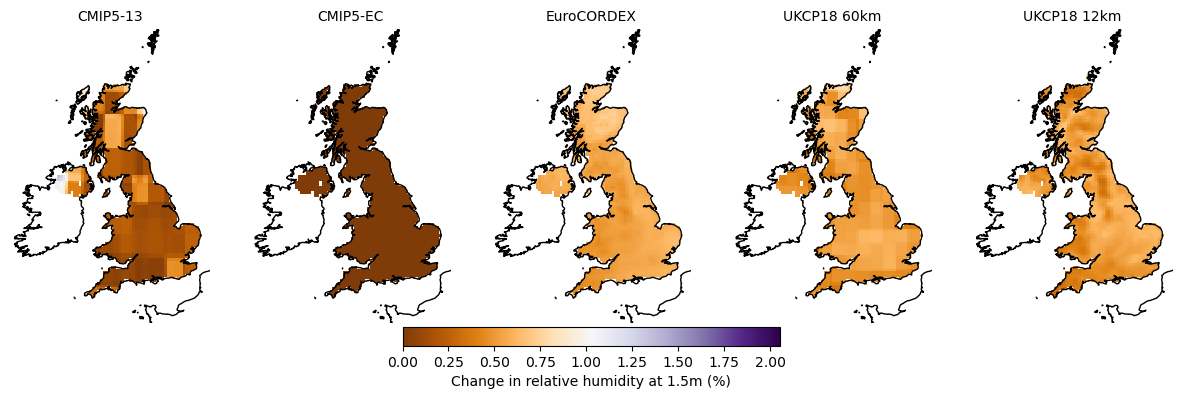 CMIP5-13 CMIP5-EC EuroCORDEX UKCP18 60km UKCP18 12km
0.00 0.25 0.50 0.75 1.00 1.25 1.50 1.75 2.00
Change in relative humidity at 1.5m (%)